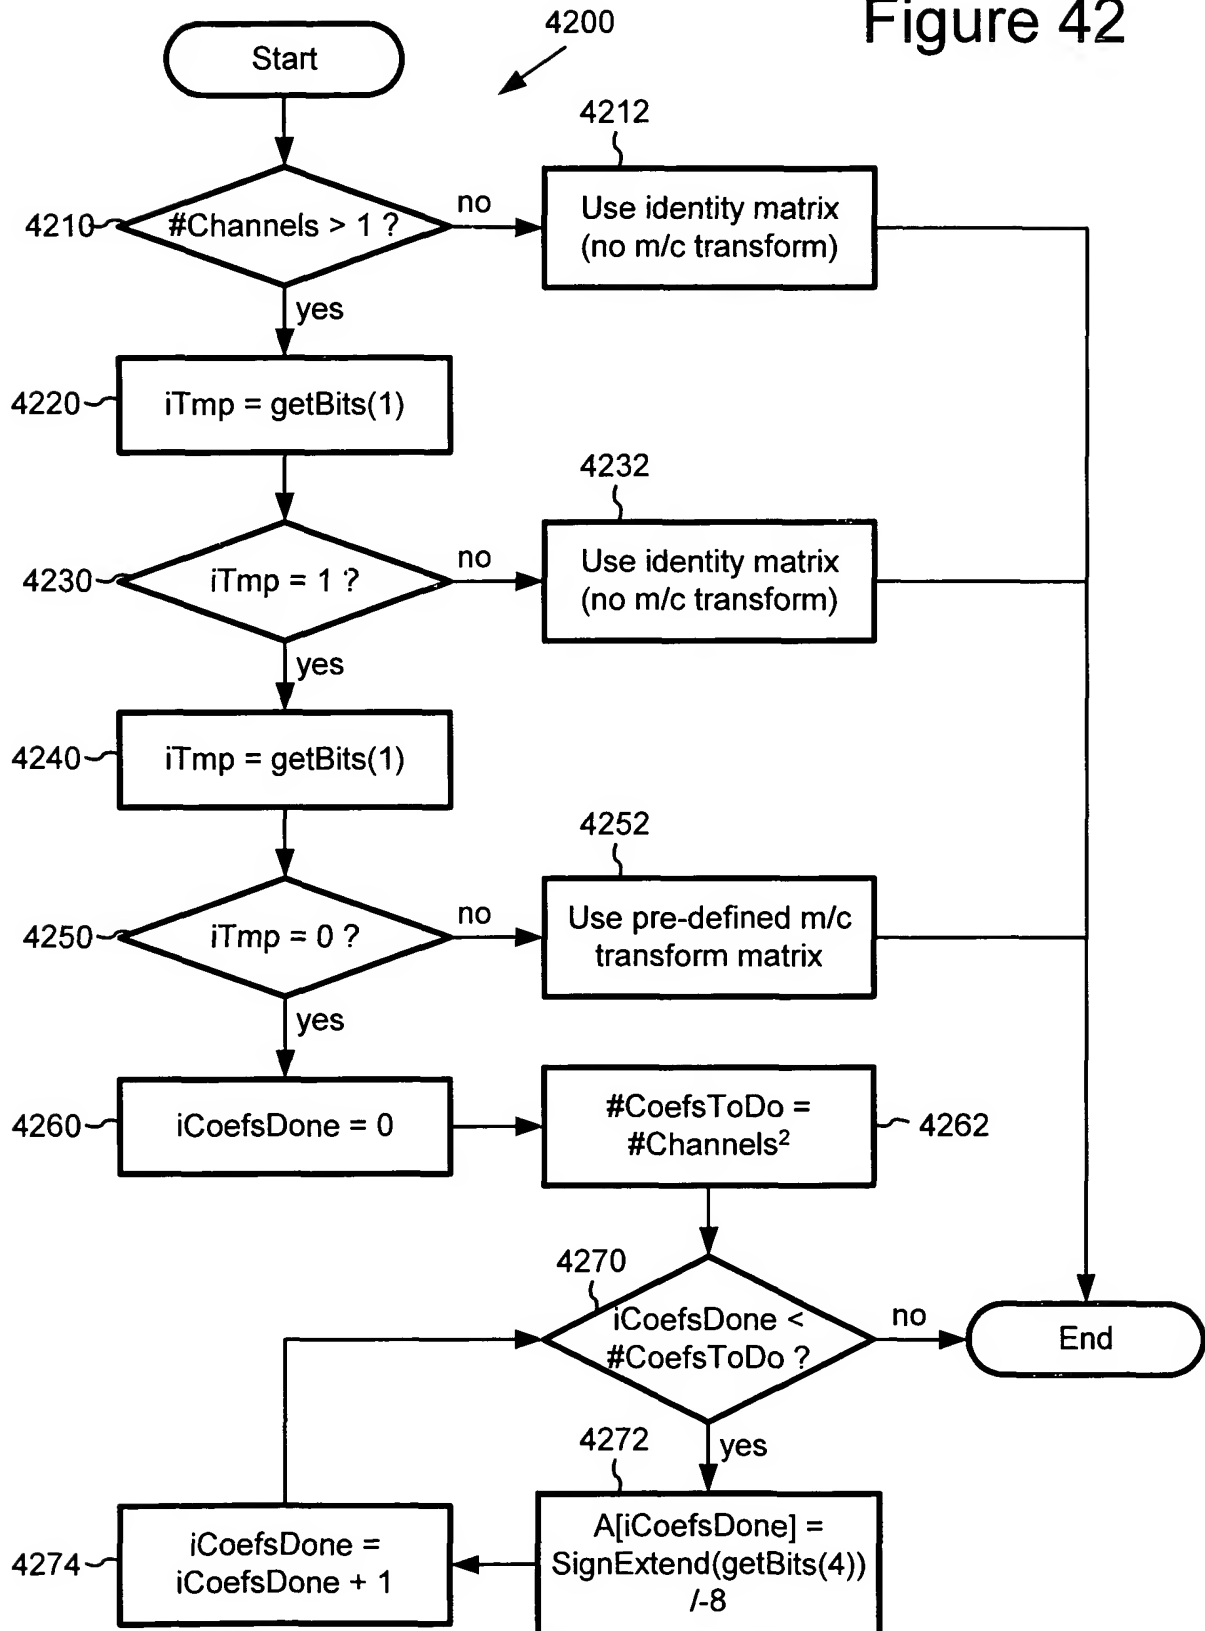 Figure 42
4200
Start
4210
#Channels > 1 ?
no
4212
Use identity matrix
(no m/c transform)
yes
4220
iTmp = getBits(1)
4230
iTmp = 1 ?
no
4232
Use identity matrix
(no m/c transform)
yes
4240
iTmp = getBits(1)
4250
iTmp = 0 ?
no
4252
Use pre-defined m/c
transform matrix
yes
4260
iCoefsDone = 0
#CoefsToDo =
#Channels²
4262
4270
iCoefsDone <
#CoefsToDo ?
no
End
yes
4272
A[iCoefsDone] =
SignExtend(getBits(4))
/-8
4274
iCoefsDone =
iCoefsDone + 1